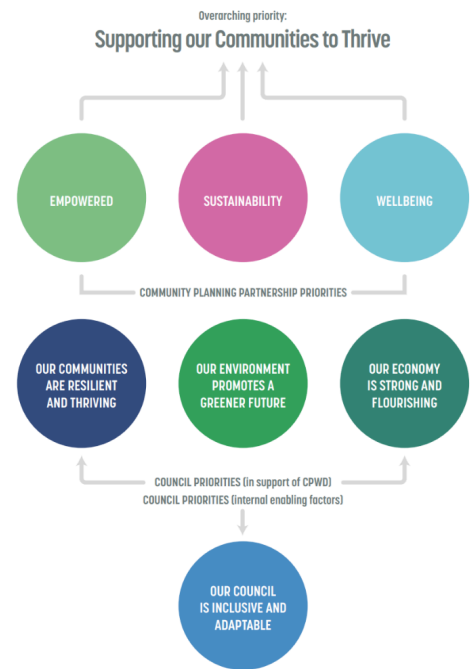 Overarching priority:
Supporting our Communities to Thrive
EMPOWERED
SUSTAINABILITY
WELLBEING
COMMUNITY PLANNING PARTNERSHIP PRIORITIES
OUR COMMUNITIES
ARE RESILIENT
AND THRIVING
OUR ENVIRONMENT
PROMOTES A
GREENER FUTURE
OUR ECONOMY
IS STRONG AND
FLOURISHING
COUNCIL PRIORITIES (in support of CPWD)
COUNCIL PRIORITIES (internal enabling factors)
OUR COUNCIL
IS INCLUSIVE AND
ADAPTABLE